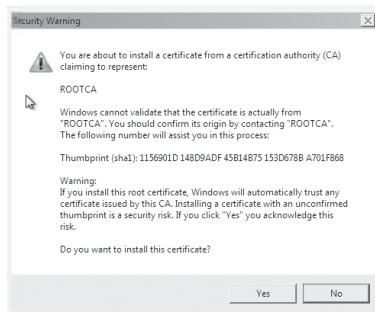 Security Warning
You are about to install a certificate from a certification authority (CA)
claiming to represent:
ROOTCA
Windows cannot validate that the certificate is actually from
"ROOTCA". You should confirm its origin by contacting "ROOTCA".
The following number will assist you in this process:
Thumbprint (sha1): 1156901D 148D9ADF 45B14B75 153D678B A701F868
Warning:
If you install this root certificate, Windows will automatically trust any
certificate issued by this CA. Installing a certificate with an unconfirmed
thumbprint is a security risk. If you click "Yes" you acknowledge this
risk.
Do you want to install this certificate?
Yes
No